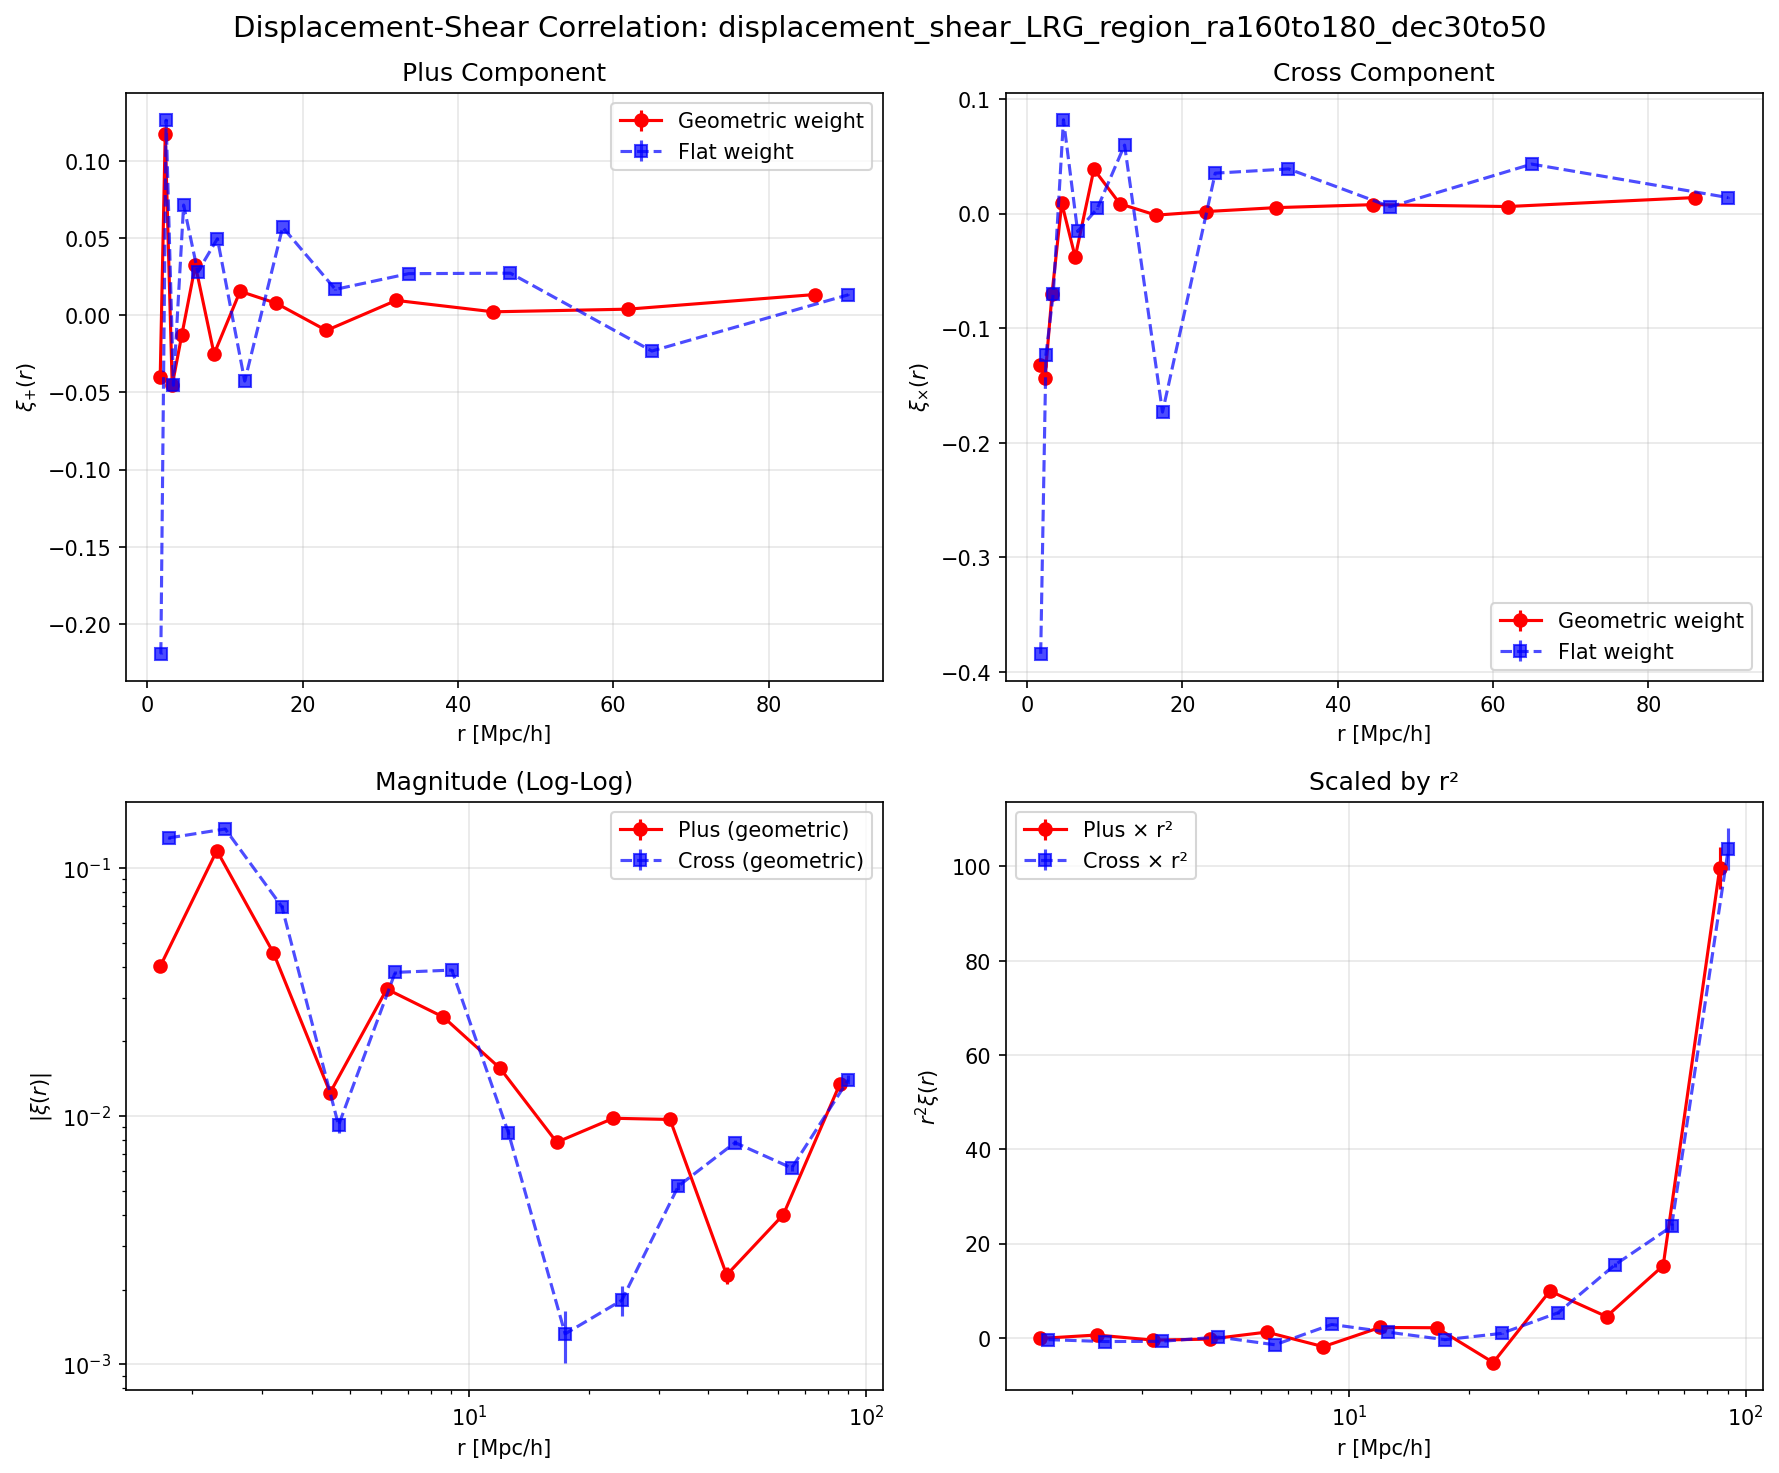 Displacement-Shear Correlation: displacement_shear_LRG_region_ra160to180_dec30to50
Plus Component
ξ₊(r)
0.10
0.05
0.00
−0.05
−0.10
−0.15
−0.20
0
20
40
60
80
r [Mpc/h]
Geometric weight
Flat weight
Cross Component
ξ×(r)
0.1
0.0
−0.1
−0.2
−0.3
−0.4
0
20
40
60
80
r [Mpc/h]
Geometric weight
Flat weight
Magnitude (Log-Log)
|ξ(r)|
10⁻¹
10⁻²
10⁻³
10¹
10²
r [Mpc/h]
Plus (geometric)
Cross (geometric)
Scaled by r²
r²ξ(r)
100
80
60
40
20
0
10¹
10²
r [Mpc/h]
Plus × r²
Cross × r²